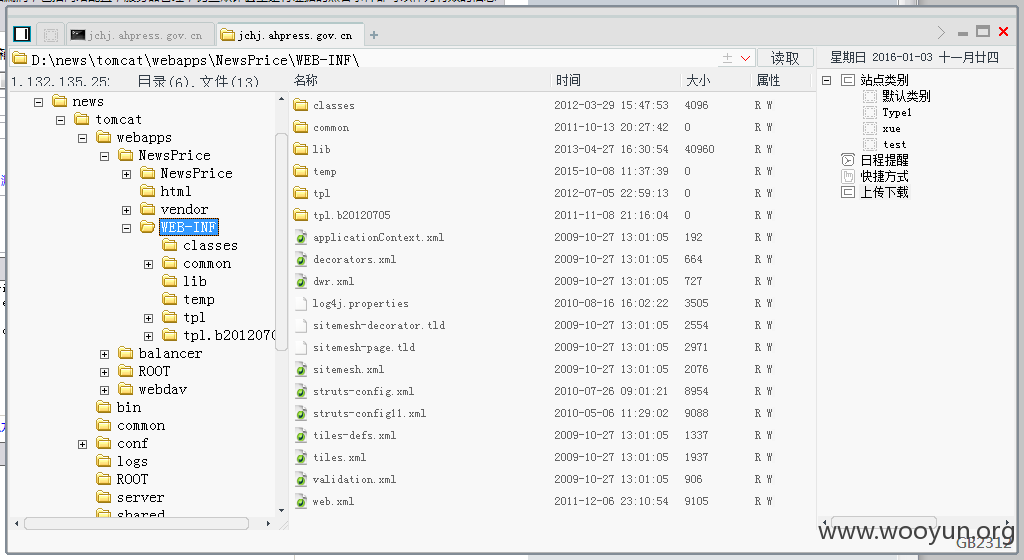 jchj.ahpress.gov.cn
jchj.ahpress.gov.cn
D:\news\tomcat\webapps\NewsPrice\WEB-INF\
读取
星期日 2016-01-03 十一月廿四
目录(6),文件(13)
名称 时间 大小 属性
news
tomcat
webapps
NewsPrice
NewsPrice
html
vendor
WEB-INF
classes
common
lib
temp
tpl
tpl.b2012070
balancer
ROOT
webdav
bin
common
conf
logs
ROOT
server
shared
classes 2012-03-29 15:47:53 4096 R W
common 2011-10-13 20:27:42 0 R W
lib 2013-04-27 16:30:54 40960 R W
temp 2015-10-08 11:37:39 0 R W
tpl 2012-07-05 22:59:13 0 R W
tpl.b20120705 2011-11-08 21:16:04 0 R W
applicationContext.xml 2009-10-27 13:01:05 192 R W
decorators.xml 2009-10-27 13:01:05 664 R W
dwr.xml 2009-10-27 13:01:05 727 R W
log4j.properties 2010-08-16 16:02:22 3505 R W
sitemesh-decorator.tld 2009-10-27 13:01:05 2554 R W
sitemesh-page.tld 2009-10-27 13:01:05 2971 R W
sitemesh.xml 2009-10-27 13:01:05 2076 R W
struts-config.xml 2010-07-26 09:01:21 8954 R W
struts-config11.xml 2010-05-06 11:29:02 9088 R W
tiles-defs.xml 2009-10-27 13:01:05 1337 R W
tiles.xml 2009-10-27 13:01:05 1937 R W
validation.xml 2009-10-27 13:01:05 906 R W
web.xml 2011-12-06 23:10:54 9105 R W
站点类别
默认类别
Type1
xue
test
日程提醒
快捷方式
上传下载
www.wooyun.org
GB2312